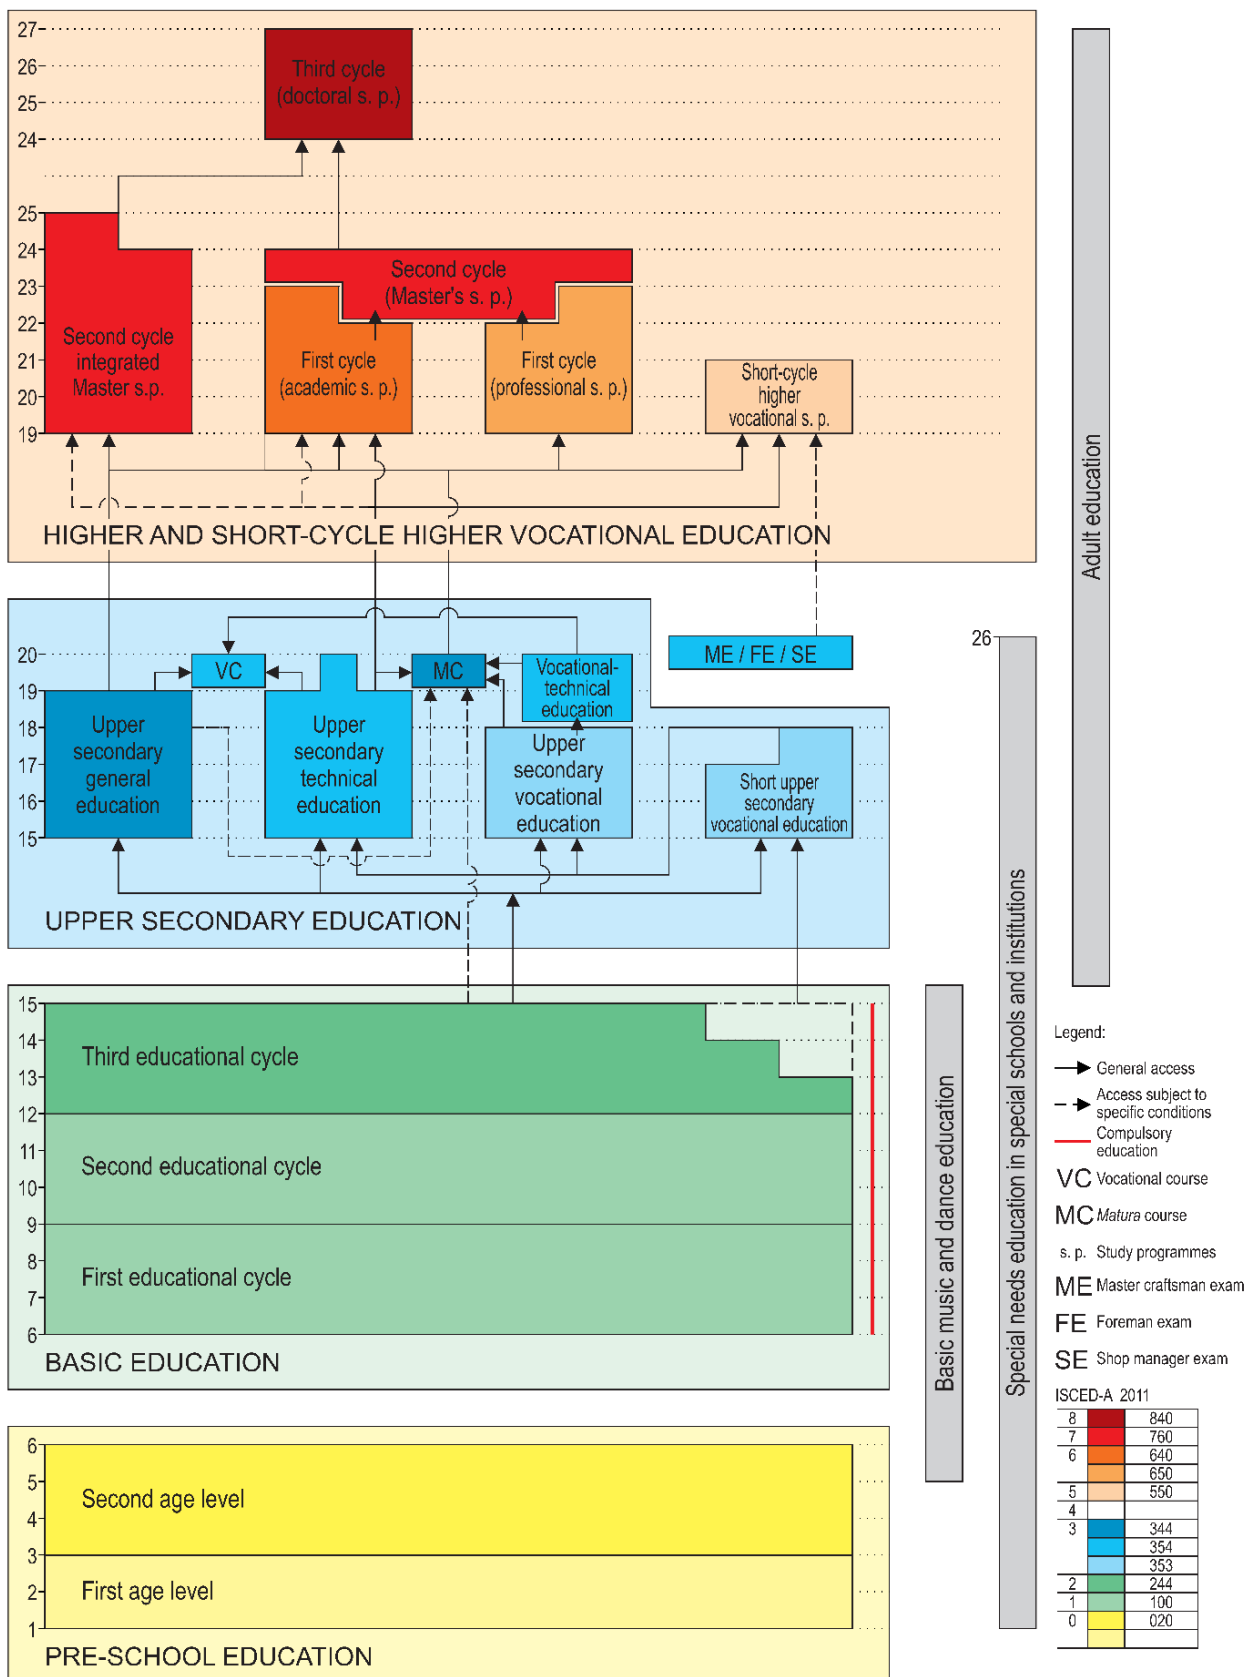 27
26
25
24
25
24
23
22
21
20
19
Third cycle
(doctoral s. p.)
Second cycle
(Master's s. p.)
Second cycle
integrated
Master s.p.
First cycle
(academic s. p.)
First cycle
(professional s. p.)
Short-cycle
higher
vocational s. p.
HIGHER AND SHORT-CYCLE HIGHER VOCATIONAL EDUCATION
Adult education
20
19
18
17
16
15
VC
MC
Vocational-
technical
education
ME / FE / SE
Upper
secondary
general
education
Upper
secondary
technical
education
Upper
secondary
vocational
education
Short upper
secondary
vocational education
UPPER SECONDARY EDUCATION
26
Special needs education in special schools and institutions
15
14
13
12
11
10
9
8
7
6
Third educational cycle
Second educational cycle
First educational cycle
BASIC EDUCATION
Basic music and dance education
6
5
4
3
2
1
Second age level
First age level
PRE-SCHOOL EDUCATION
Legend:
General access
Access subject to
specific conditions
Compulsory
education
VC Vocational course
MC Matura course
s. p. Study programmes
ME Master craftsman exam
FE Foreman exam
SE Shop manager exam
ISCED-A 2011
8 840
7 760
6 640
650
5 550
4
3 344
354
353
2 244
1 100
0 020